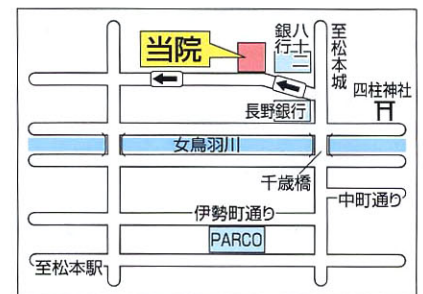 当院
八十二
銀行
至松本城
四柱神社
長野銀行
女鳥羽川
千歳橋
中町通り
伊勢町通り
PARCO
至松本駅